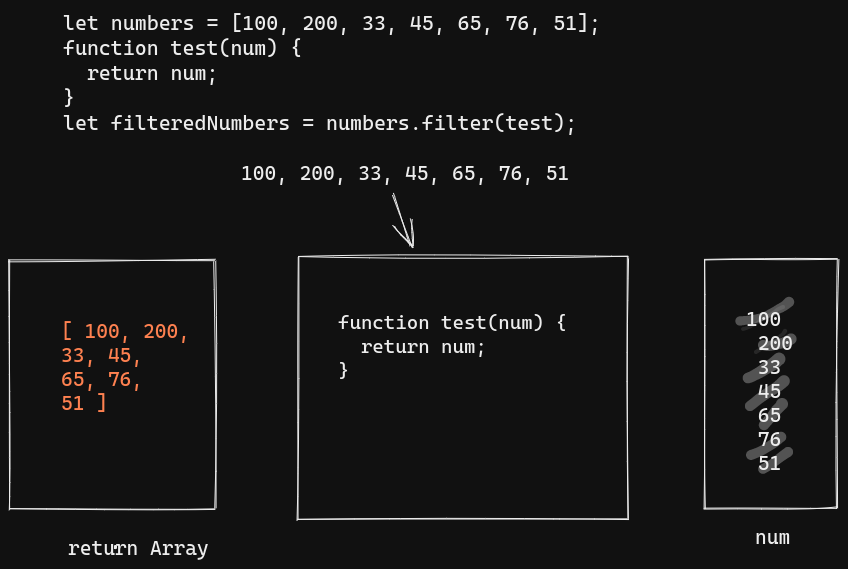 let numbers = [100, 200, 33, 45, 65, 76, 51];
function test(num) {
  return num;
}
let filteredNumbers = numbers.filter(test);
100, 200, 33, 45, 65, 76, 51
[ 100, 200,
33, 45,
65, 76,
51 ]
return Array
function test(num) {
  return num;
}
100
200
33
45
65
76
51
num